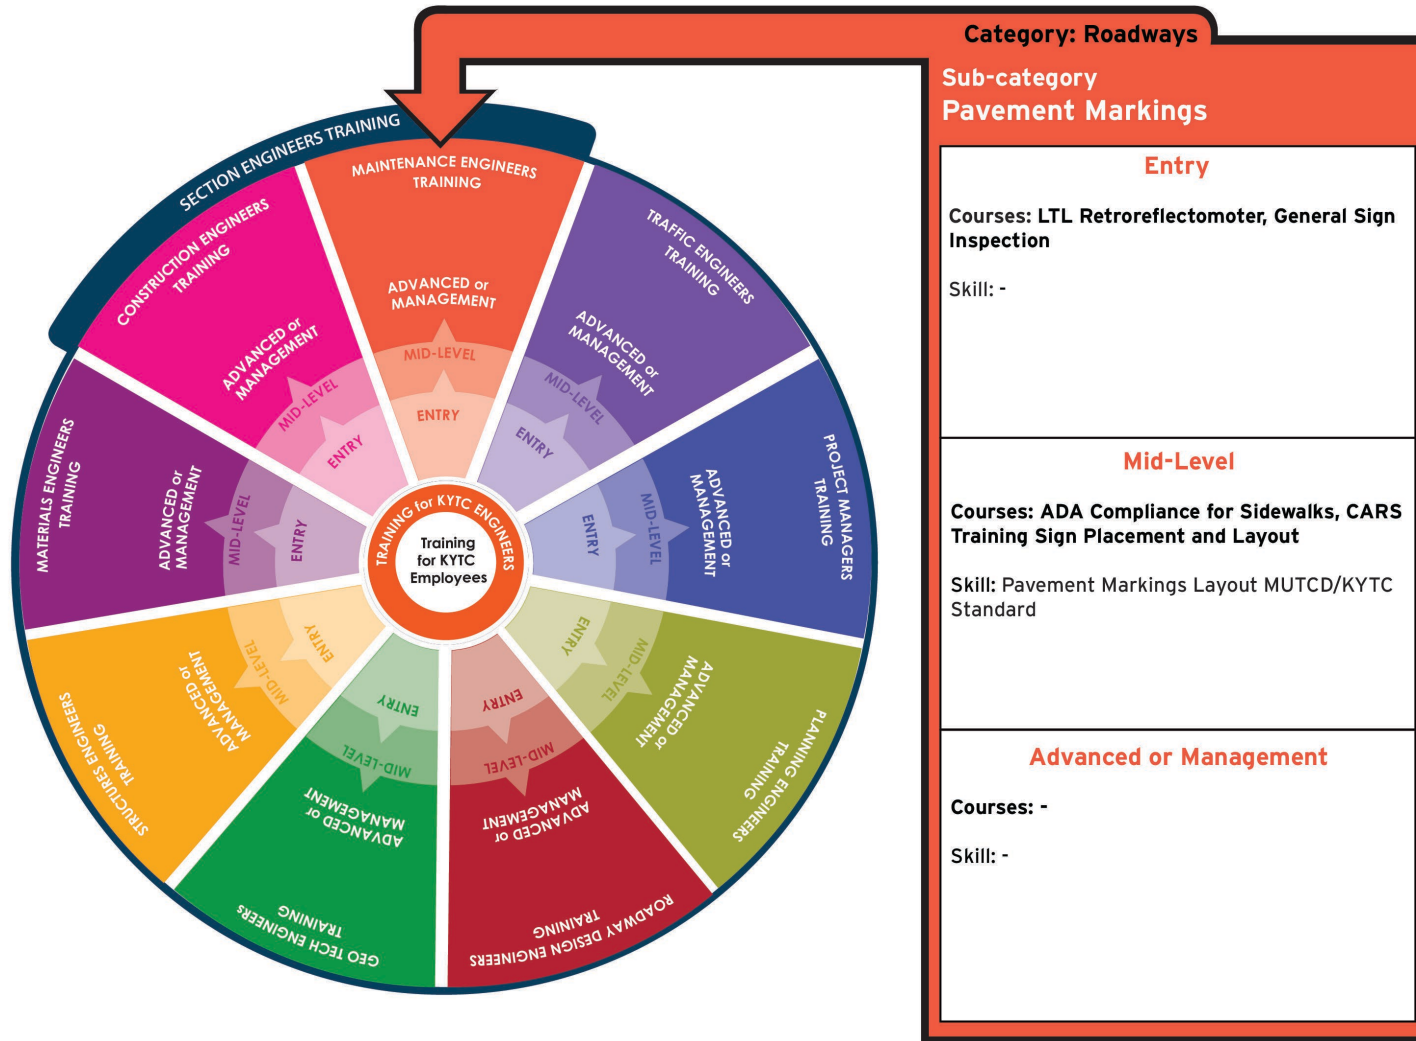 Category: Roadways
Sub-category
Pavement Markings
Entry
Courses: LTL Retroreflectomoter, General Sign
Inspection
Skill: -
Mid-Level
Courses: ADA Compliance for Sidewalks, CARS
Training Sign Placement and Layout
Skill: Pavement Markings Layout MUTCD/KYTC
Standard
Advanced or Management
Courses: -
Skill: -
SECTION ENGINEERS TRAINING
MAINTENANCE ENGINEERS
TRAINING
ADVANCED or
MANAGEMENT
MID-LEVEL
ENTRY
TRAFFIC ENGINEERS
TRAINING
ADVANCED or
MANAGEMENT
MID-LEVEL
ENTRY
PROJECT MANAGERS
TRAINING
ADVANCED or
MANAGEMENT
MID-LEVEL
ENTRY
PLANNING ENGINEERS
TRAINING
ADVANCED or
MANAGEMENT
MID-LEVEL
ENTRY
ROADWAY DESIGN ENGINEERS
TRAINING
ADVANCED or
MANAGEMENT
MID-LEVEL
ENTRY
GEO TECH ENGINEERs
TRAINING
ADVANCED or
MANAGEMENT
MID-LEVEL
ENTRY
STRUCTURES ENGINEERS
TRAINING
ADVANCED or
MANAGEMENT
MID-LEVEL
ENTRY
MATERIALS ENGINEERS
TRAINING
ADVANCED or
MANAGEMENT
MID-LEVEL
ENTRY
CONSTRUCTION ENGINEERS
TRAINING
ADVANCED or
MANAGEMENT
MID-LEVEL
ENTRY
TRAINING for KYTC ENGINEERS
Training
for KYTC
Employees